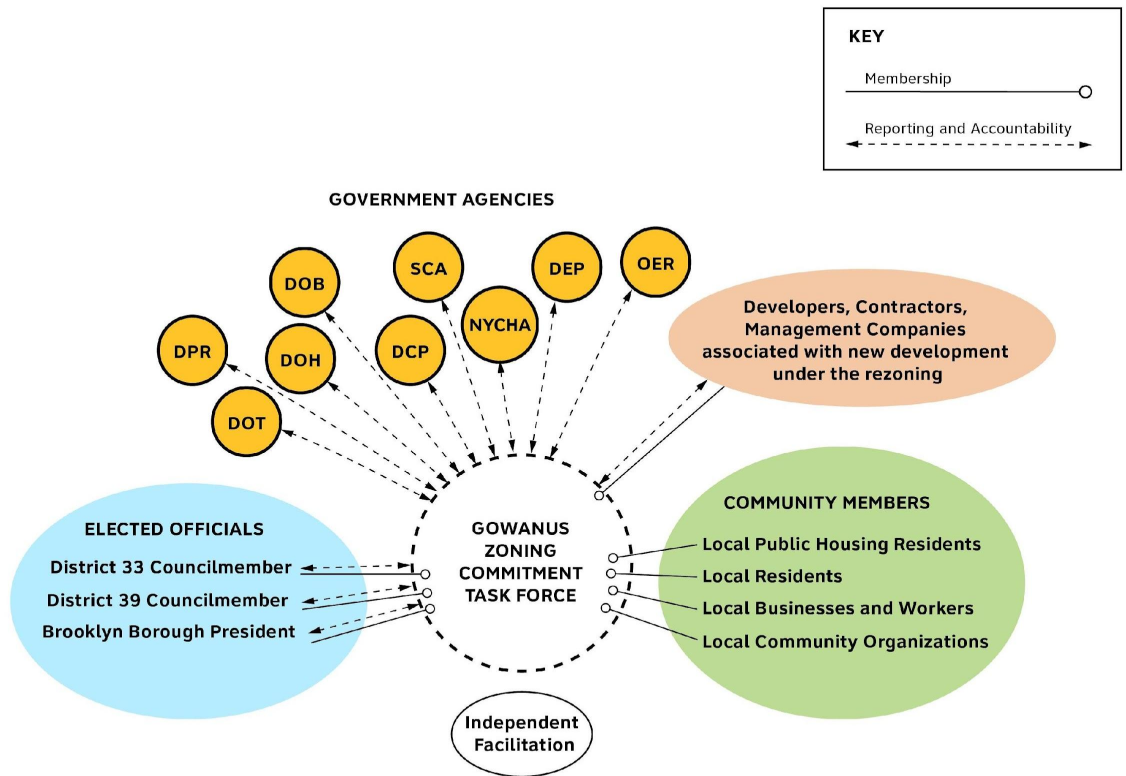 KEY
Membership
Reporting and Accountability
GOVERNMENT AGENCIES
DPR
DOT
DOB
DOH
SCA
DCP
NYCHA
DEP
OER
Developers, Contractors,
Management Companies
associated with new development
under the rezoning
ELECTED OFFICIALS
District 33 Councilmember
District 39 Councilmember
Brooklyn Borough President
GOWANUS
ZONING
COMMITMENT
TASK FORCE
COMMUNITY MEMBERS
Local Public Housing Residents
Local Residents
Local Businesses and Workers
Local Community Organizations
Independent
Facilitation